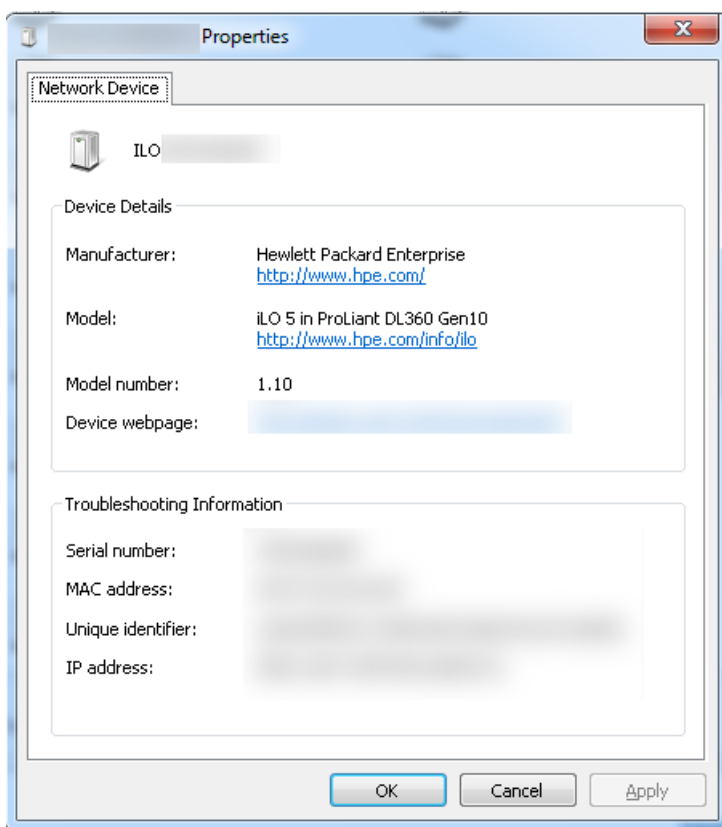 Properties
Network Device
ILO
Device Details
Manufacturer:
Hewlett Packard Enterprise
http://www.hpe.com/
Model:
iLO 5 in ProLiant DL360 Gen10
http://www.hpe.com/info/ilo
Model number:
1.10
Device webpage:
Troubleshooting Information
Serial number:
MAC address:
Unique identifier:
IP address:
OK
Cancel
Apply